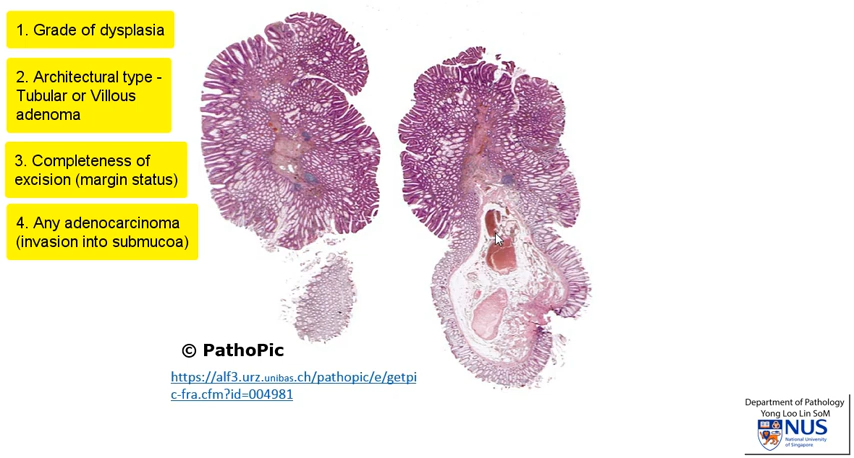 1. Grade of dysplasia
2. Architectural type -
Tubular or Villous
adenoma
3. Completeness of
excision (margin status)
4. Any adenocarcinoma
(invasion into submucoa)
© PathoPic
https://alf3.urz.unibas.ch/pathopic/e/getpi
c-fra.cfm?id=004981
Department of Pathology
Yong Loo Lin SoM
NUS
National University
of Singapore